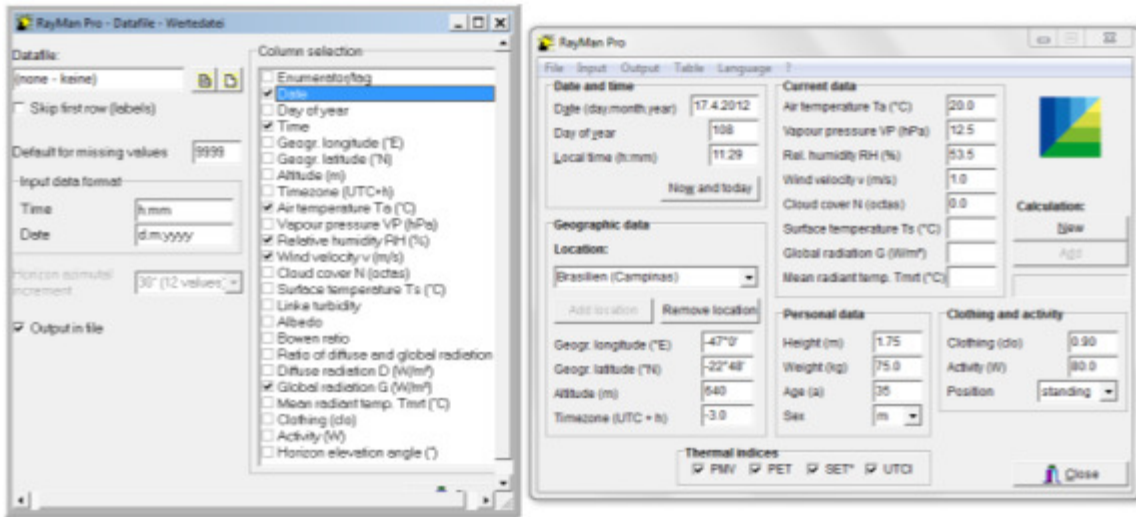 RayMan Pro - Datafile - Wertedatei
Datafile:
(none - keine)
Skip first row (labels)
Default for missing values 9999
Input data format
Time h:mm
Date d.m.yyyy
Horizon azimutal increment 30° (12 values)
Output in file
Column selection
Enumerator/tag
Date
Day of year
Time
Geogr. longitude (°E)
Geogr. latitude (°N)
Altitude (m)
Timezone (UTC+h)
Air temperature Ta (°C)
Vapour pressure VP (hPa)
Relative humidity RH (%)
Wind velocity v (m/s)
Cloud cover N (octas)
Surface temperature Ts (°C)
Linke turbidity
Albedo
Bowen ratio
Ratio of diffuse and global radiation
Diffuse radiation D (W/m²)
Global radiation G (W/m²)
Mean radiant temp. Tmrt (°C)
Clothing (clo)
Activity (W)
Horizon elevation angle (°)
RayMan Pro
File Input Output Table Language ?
Date and time
Date (day.month.year) 17.4.2012
Day of year 108
Local time (h:mm) 11:29
Now and today
Geographic data
Location:
Brasilien (Campinas)
Add location Remove location
Geogr. longitude (°E) -47°0'
Geogr. latitude (°N) -22°48'
Altitude (m) 640
Timezone (UTC + h) -3.0
Current data
Air temperature Ta (°C) 20.0
Vapour pressure VP (hPa) 12.5
Rel. humidity RH (%) 53.5
Wind velocity v (m/s) 1.0
Cloud cover N (octas) 0.0
Surface temperature Ts (°C)
Global radiation G (W/m²)
Mean radiant temp. Tmrt (°C)
Calculation:
New
Add
Personal data
Height (m) 1.75
Weight (kg) 75.0
Age (a) 35
Sex m
Clothing and activity
Clothing (clo) 0.90
Activity (W) 80.0
Position standing
Thermal indices
PMV PET SET* UTCI
Close